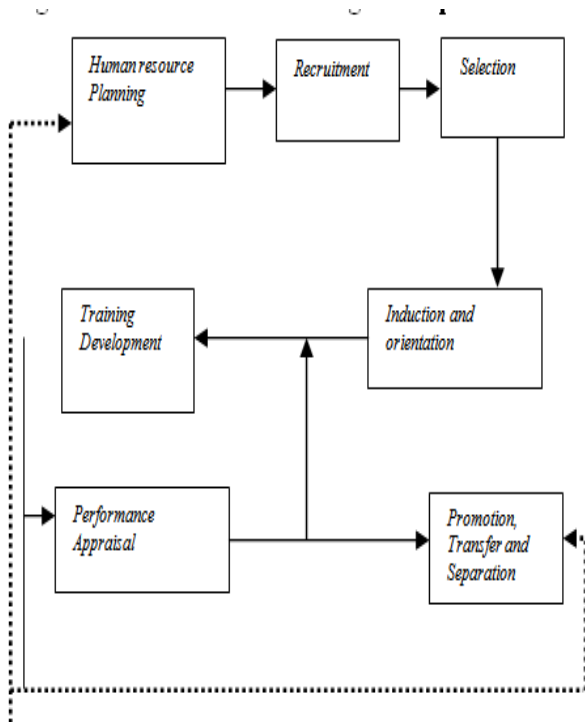 Human resource
Planning
Recruitment
Selection
Training
Development
Induction and
orientation
Performance
Appraisal
Promotion,
Transfer and
Separation